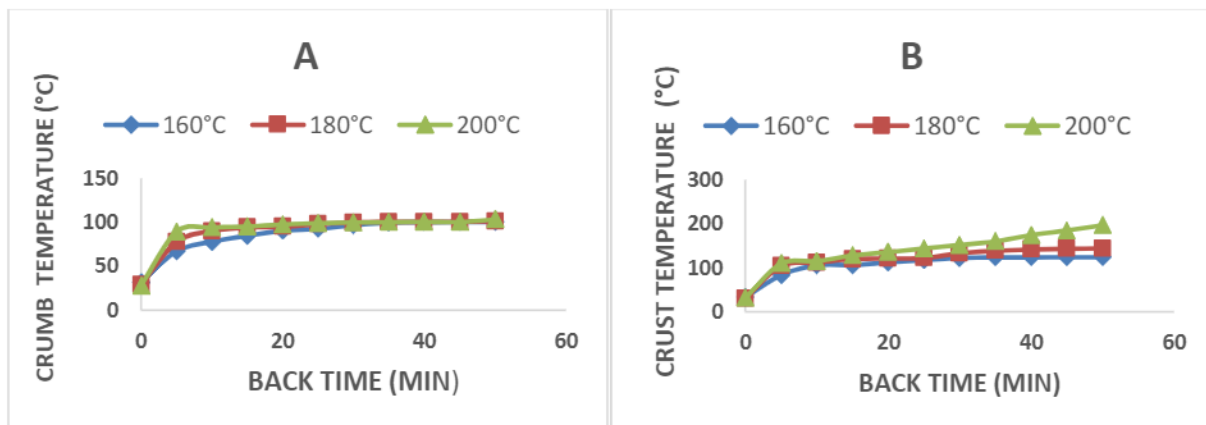 A
CRUMB TEMPERATURE (°C)
160°C 180°C 200°C
150
100
50
0
0 20 40 60
BACK TIME (MIN)
B
CRUST TEMPERATURE (°C)
160°C 180°C 200°C
300
200
100
0
0 20 40 60
BACK TIME (MIN)